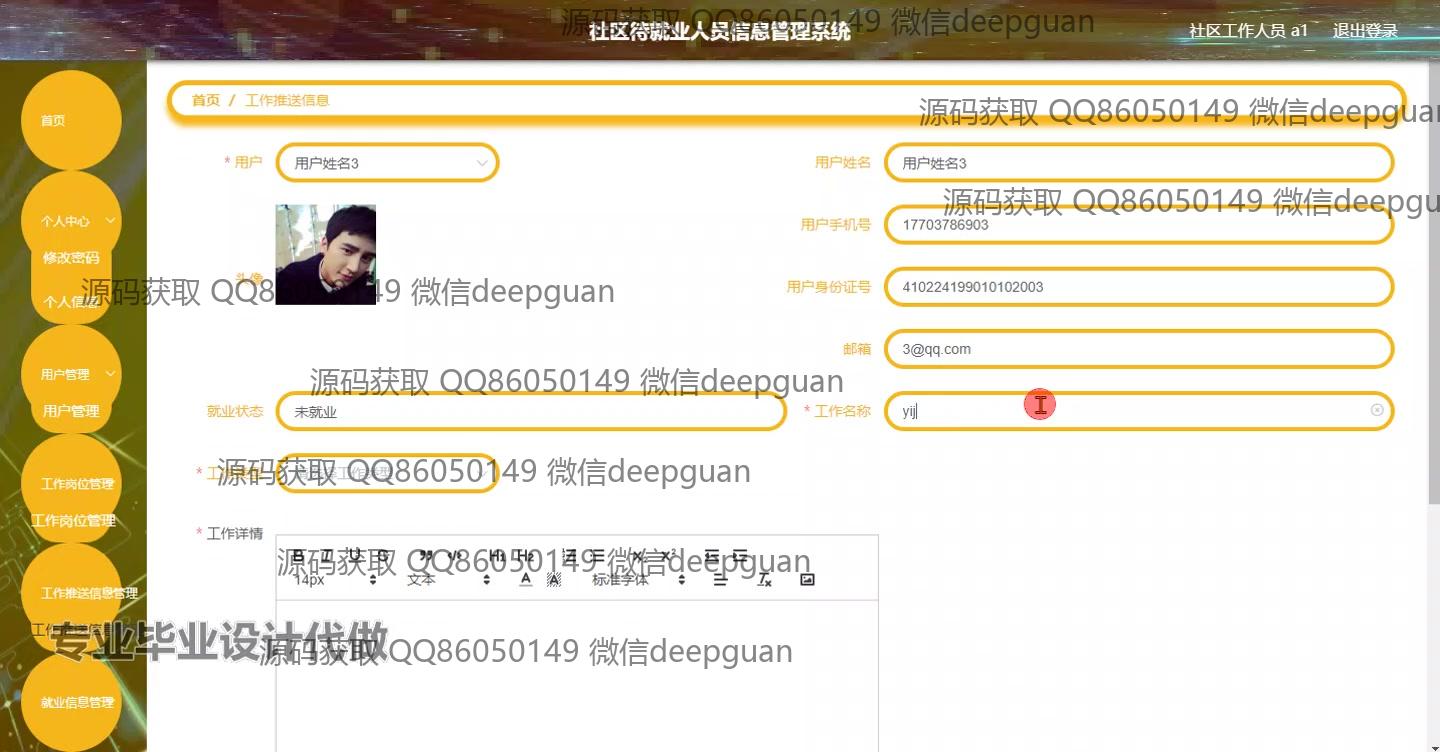 社区待就业人员信息管理系统
源码获取 QQ86050149 微信deepguan
社区工作人员 a1 退出登录
首页
首页 / 工作推送信息
源码获取 QQ86050149 微信deepguan
* 用户 用户姓名3
用户姓名 用户姓名3
源码获取 QQ86050149 微信deepgu
个人中心
修改密码
个人信息
用户手机号 17703786903
头像
源码获取 QQ86050149 微信deepguan
用户身份证号 410224199010102003
邮箱 3@qq.com
用户管理
用户管理
源码获取 QQ86050149 微信deepguan
就业状态 未就业
* 工作名称 yij
源码获取 QQ86050149 微信deepguan
工作岗位管理
工作岗位管理
* 工作详情
B I U
H1 H2
源码获取 QQ86050149 微信deepguan
14px 文本 A A 标准字体
工作推送信息管理
专业毕业设计代做
源码获取 QQ86050149 微信deepguan
就业信息管理